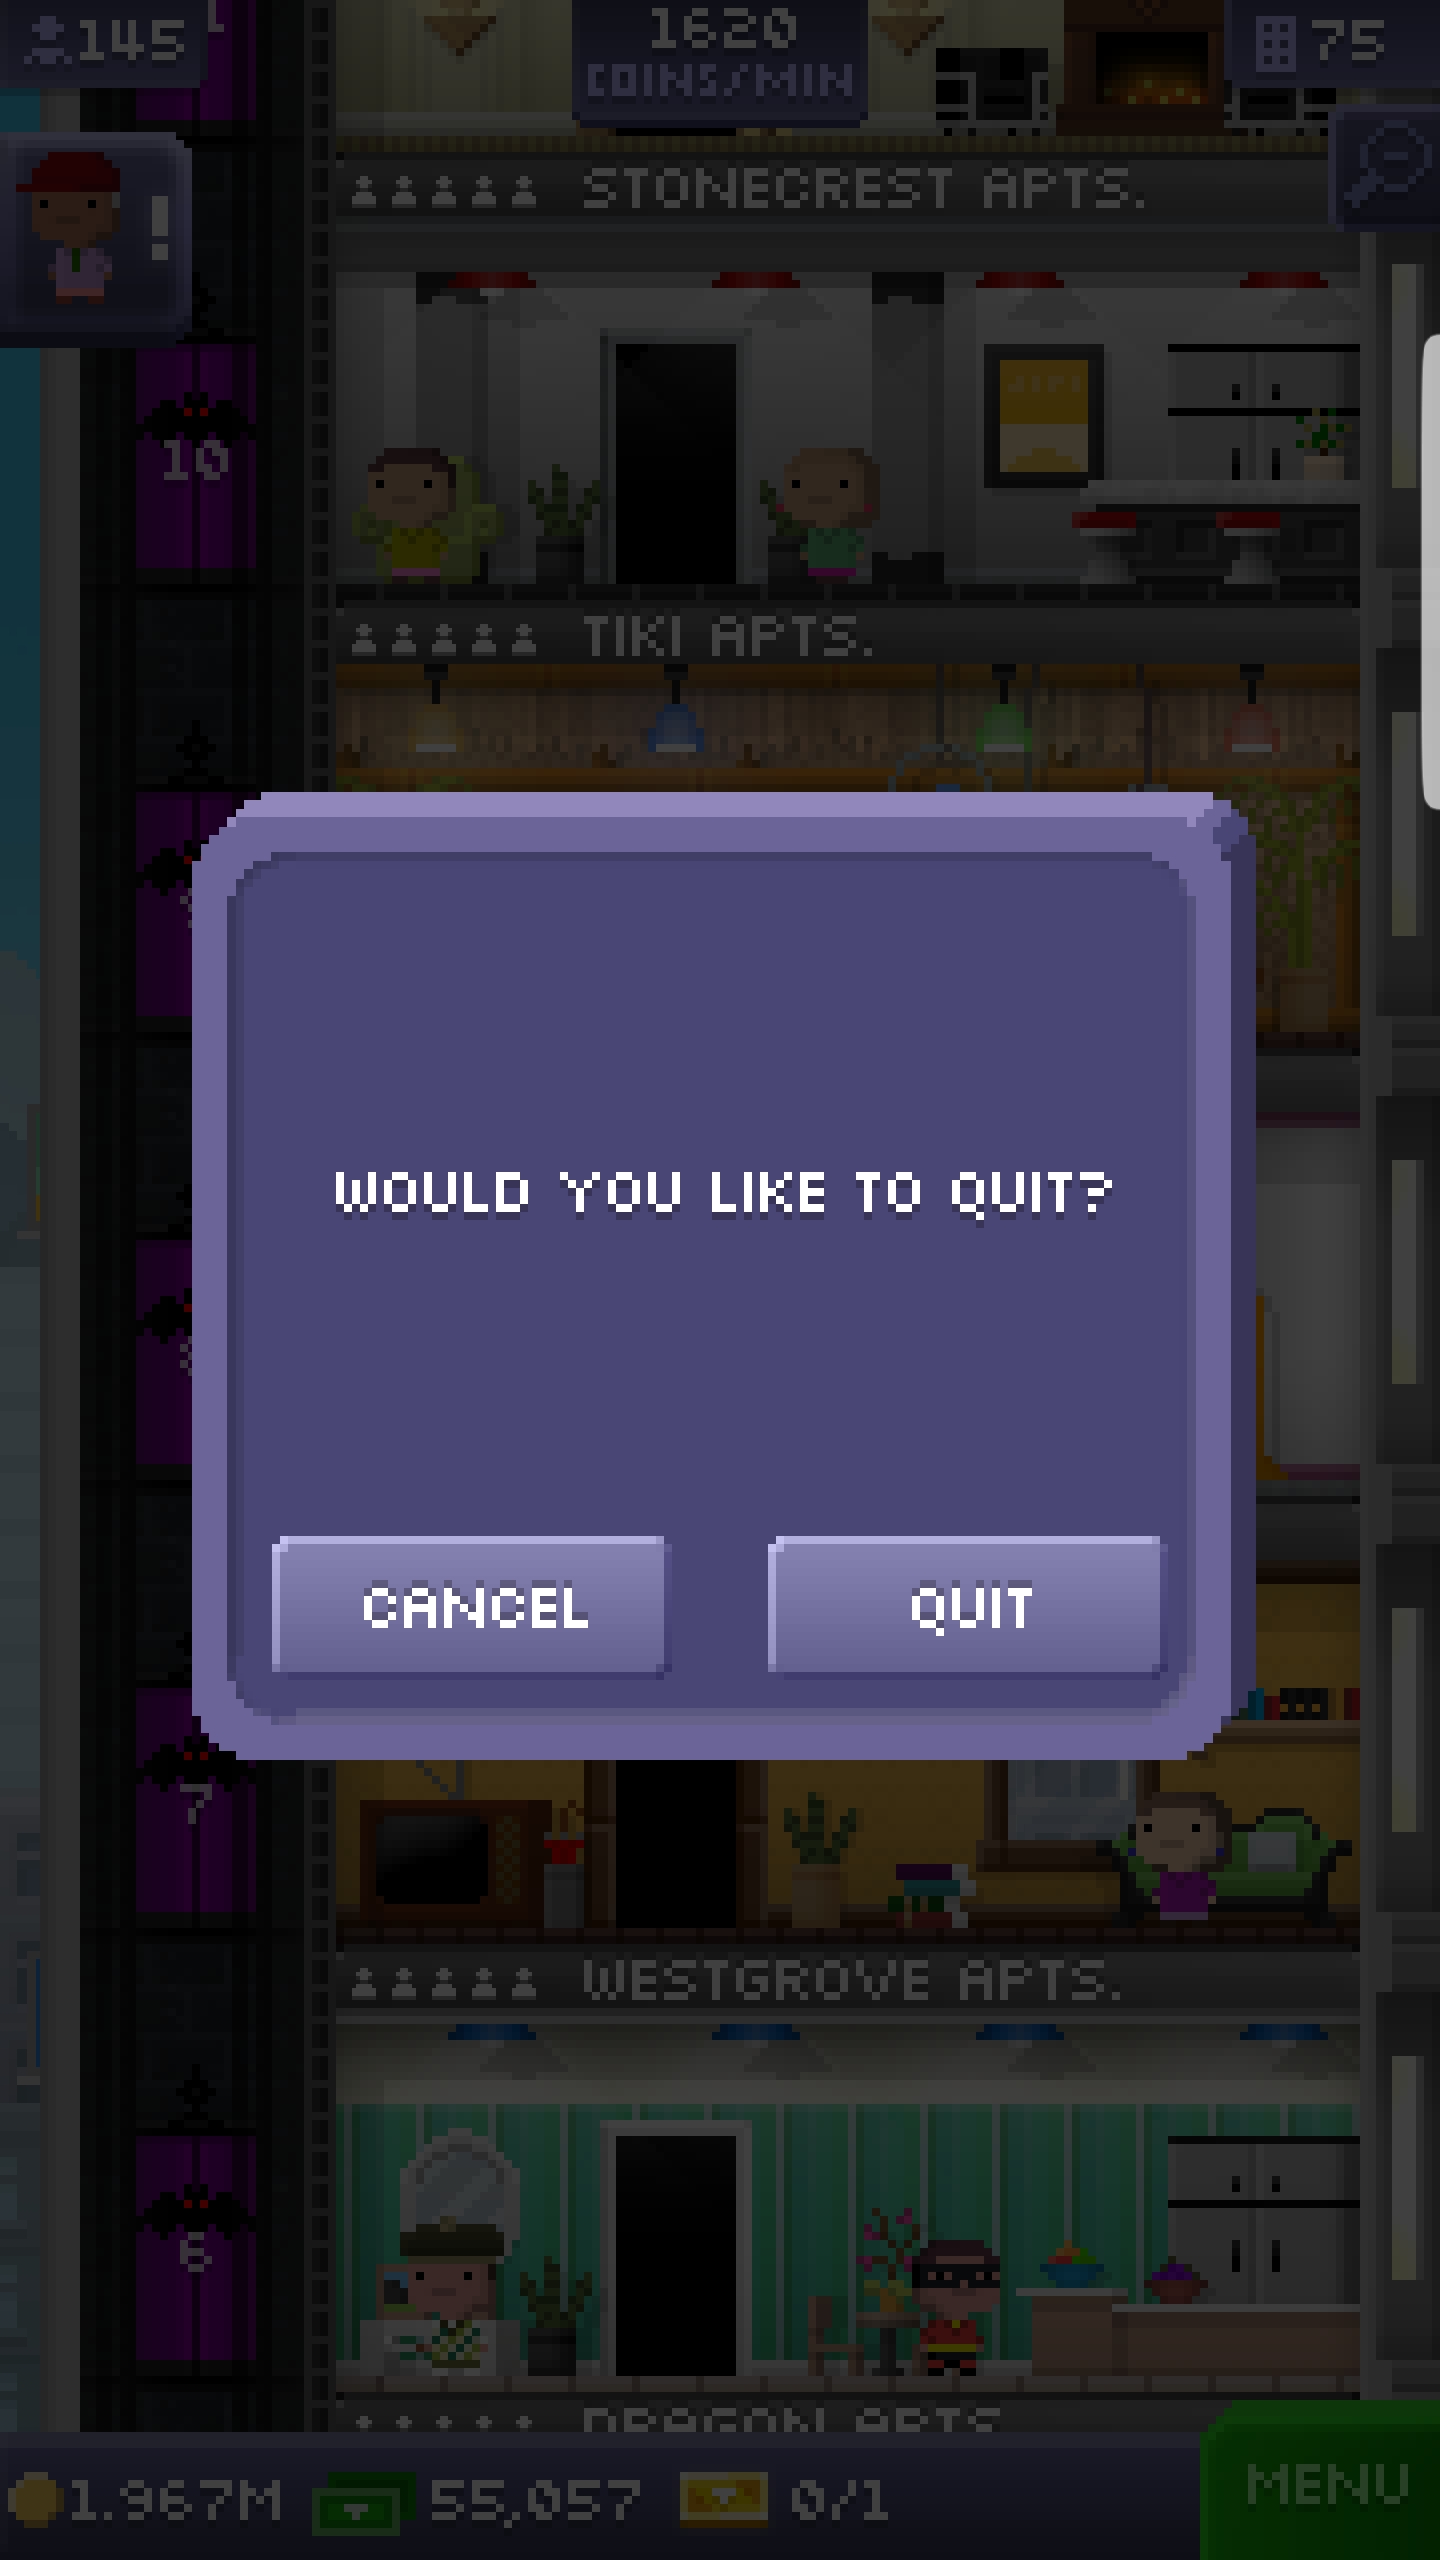 145
1620
COINS/MIN
75
!
STONECREST APTS.
10
TIKI APTS.
WOULD YOU LIKE TO QUIT?
CANCEL
QUIT
7
WESTGROVE APTS.
6
DRAGON APTS
1.967M
55,057
0/1
MENU